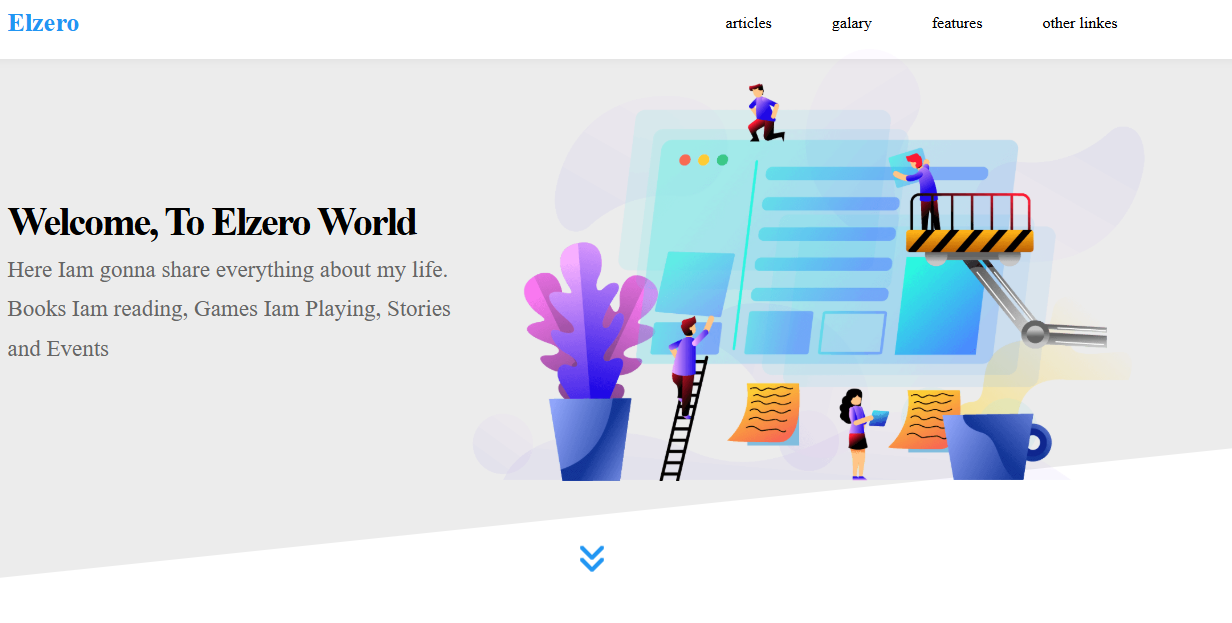 Elzero
articles
galary
features
other linkes
Welcome, To Elzero World
Here Iam gonna share everything about my life.
Books Iam reading, Games Iam Playing, Stories
and Events